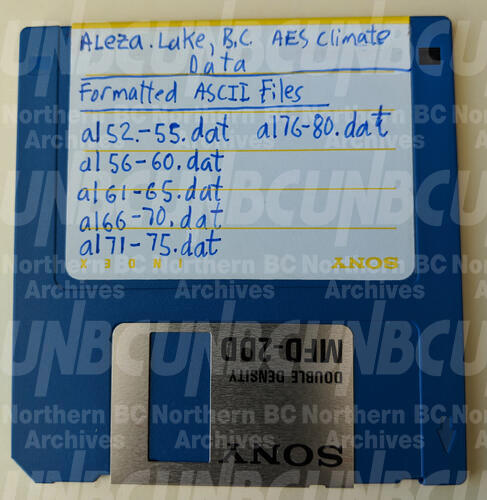 Aleza.Lake, B.C. AES Climate
Data
Formatted ASCII Files
al52.-55.dat al76-80.dat
al56-60.dat
al61-65.dat
al66-70.dat
al71-75.dat
INDEX
SONY
MFD-2DD
DOUBLE DENSITY
SONY
UNBC
Northern BC
Archives